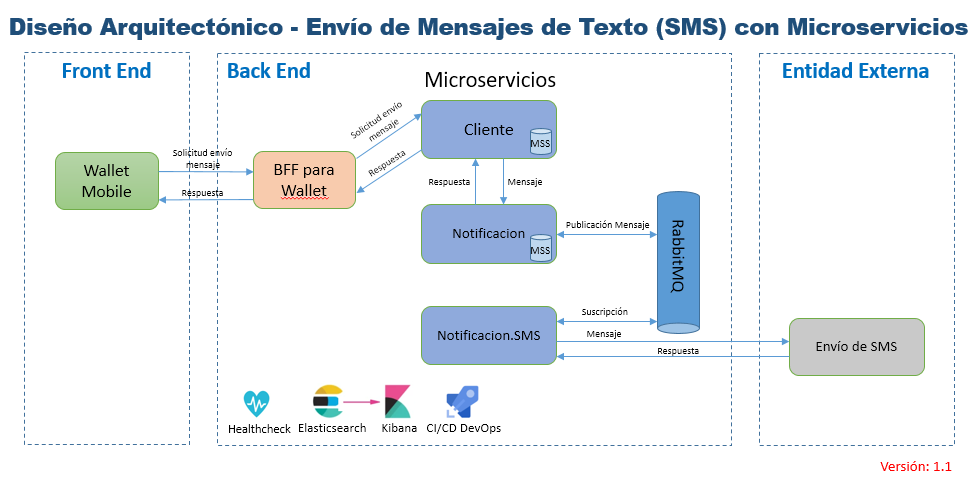 Diseño Arquitectónico - Envío de Mensajes de Texto (SMS) con Microservicios
Front End
Back End
Entidad Externa
Microservicios
Wallet
Mobile
Solicitud envío
mensaje
Respuesta
BFF para
Wallet
Solicitud envío
mensaje
Respuesta
Cliente
MSS
Respuesta
Mensaje
Notificacion
MSS
Publicación Mensaje
RabbitMQ
Notificacion.SMS
Suscripción
Mensaje
Respuesta
Envío de SMS
Healthcheck
Elasticsearch
Kibana
CI/CD DevOps
Versión: 1.1